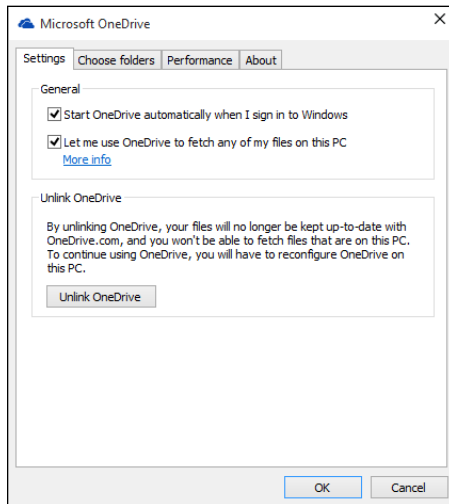 Microsoft OneDrive
Settings Choose folders Performance About
General
Start OneDrive automatically when I sign in to Windows
Let me use OneDrive to fetch any of my files on this PC
More info
Unlink OneDrive
By unlinking OneDrive, your files will no longer be kept up-to-date with
OneDrive.com, and you won't be able to fetch files that are on this PC.
To continue using OneDrive, you will have to reconfigure OneDrive on
this PC.
Unlink OneDrive
OK Cancel